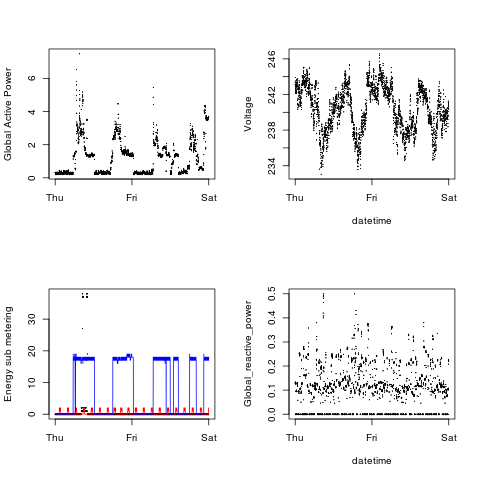 Global Active Power
0 2 4 6
Thu Fri Sat
Voltage
234 238 242 246
Thu Fri Sat
datetime
Energy sub metering
0 10 20 30
Thu Fri Sat
Global_reactive_power
0.0 0.1 0.2 0.3 0.4 0.5
Thu Fri Sat
datetime